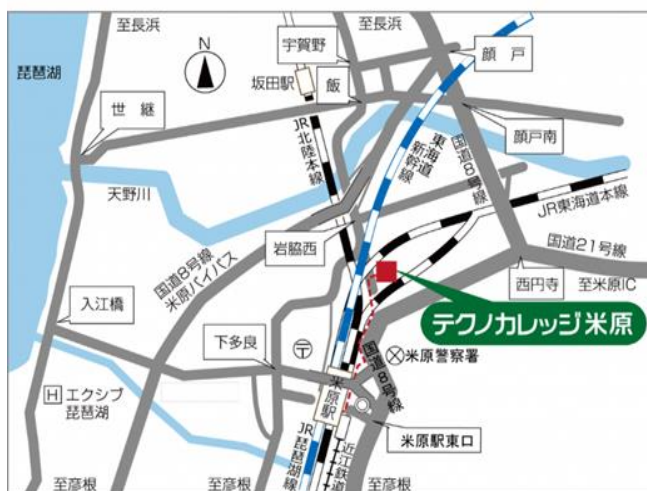 至長浜
至長浜
宇賀野
顔 戸
N
琵琶湖
坂田駅
飯
世 継
顔戸南
JR北陸本線
東海道
新幹線
国道8号線
JR東海道本線
天野川
岩脇西
国道21号線
国道8号線
米原バイパス
西円寺
至米原IC
入江橋
テクノカレッジ米原
下多良
〒
国道8号線
米原警察署
米原駅
H エクシブ
琵琶湖
米原駅東口
JR琵琶湖線
近江鉄道
至彦根
至彦根
至彦根